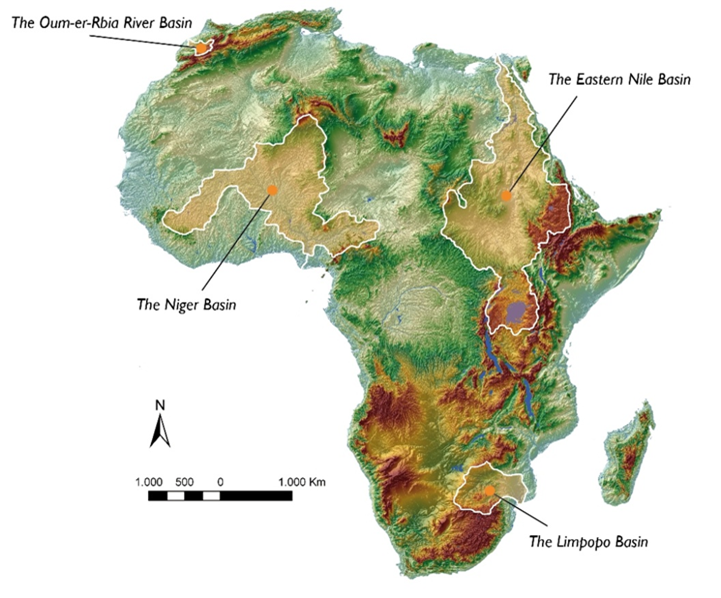 The Oum-er-Rbia River Basin
The Eastern Nile Basin
The Niger Basin
N
1.000 500 0 1.000 Km
The Limpopo Basin